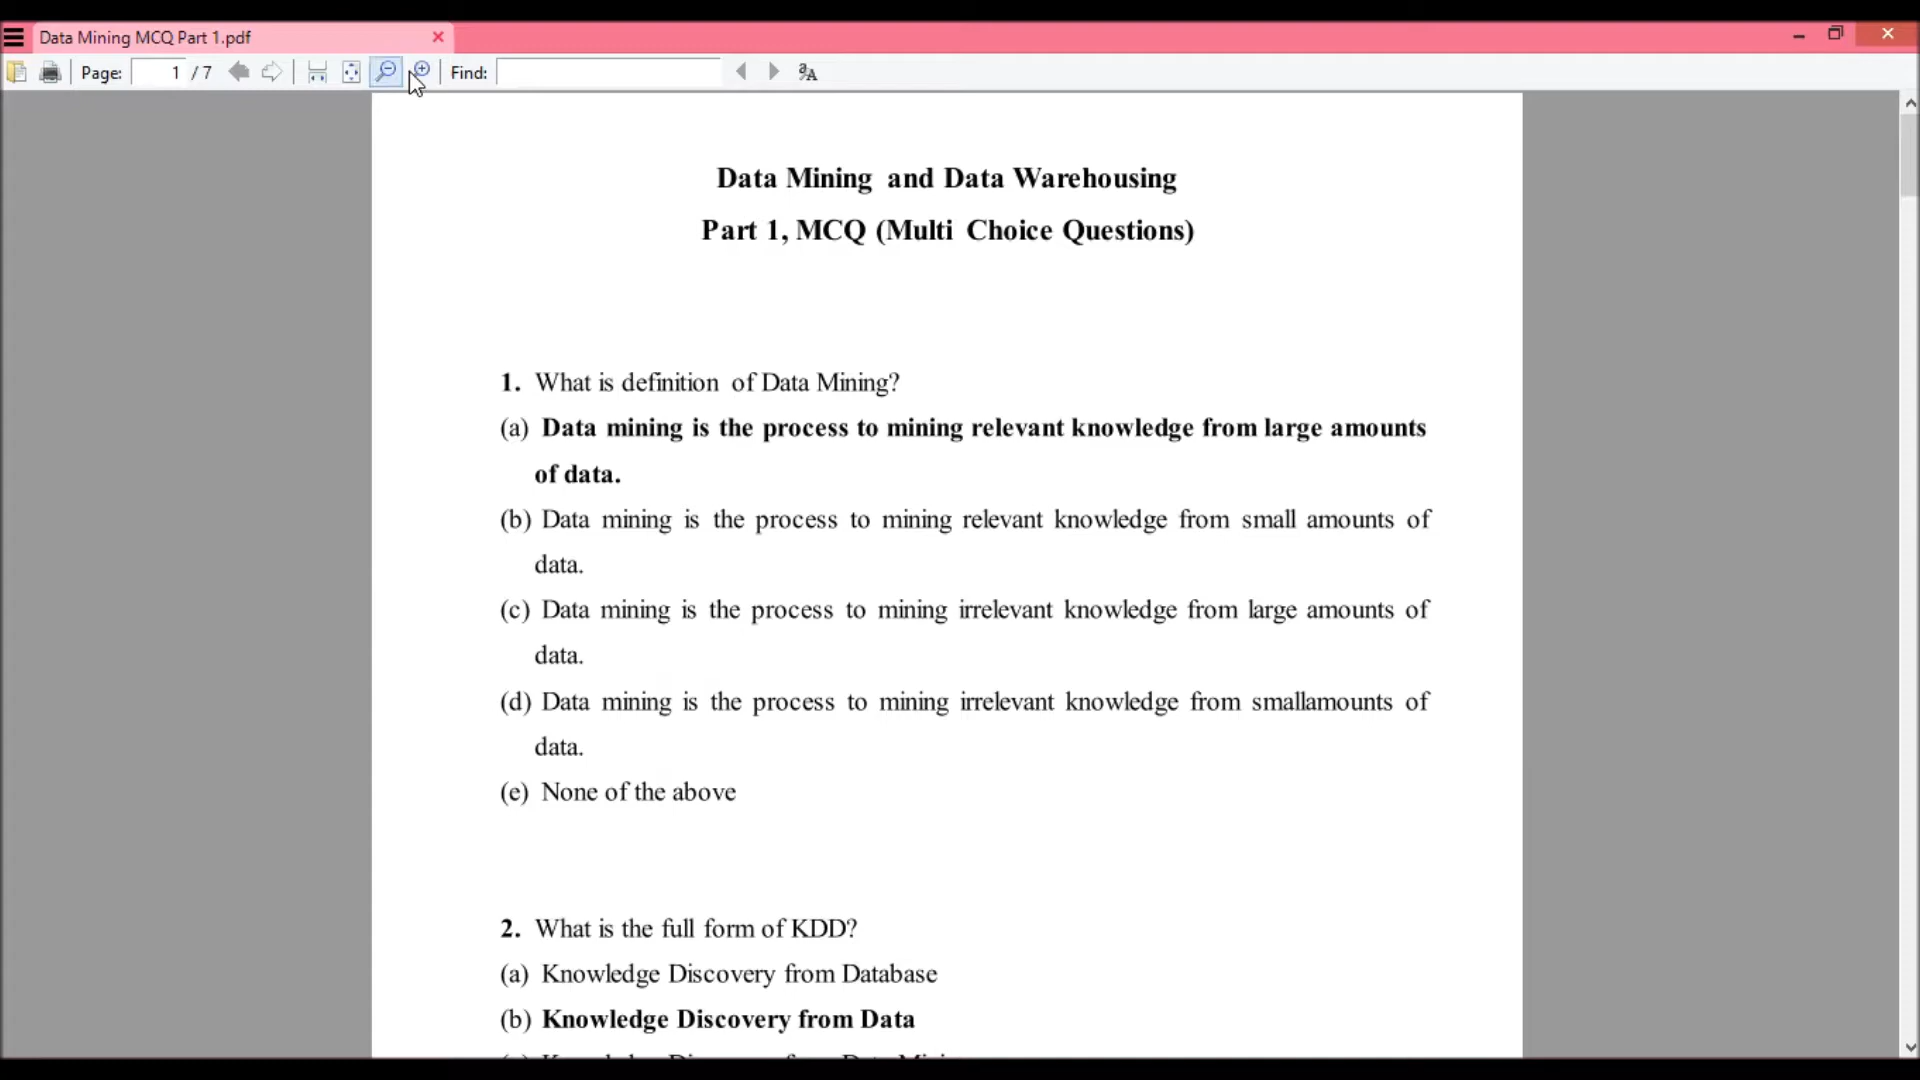 Data Mining MCQ Part 1.pdf
Page: 1 / 7 Find:
Data Mining and Data Warehousing
Part 1, MCQ (Multi Choice Questions)
1. What is definition of Data Mining?
(a) Data mining is the process to mining relevant knowledge from large amounts
of data.
(b) Data mining is the process to mining relevant knowledge from small amounts of
data.
(c) Data mining is the process to mining irrelevant knowledge from large amounts of
data.
(d) Data mining is the process to mining irrelevant knowledge from smallamounts of
data.
(e) None of the above
2. What is the full form of KDD?
(a) Knowledge Discovery from Database
(b) Knowledge Discovery from Data